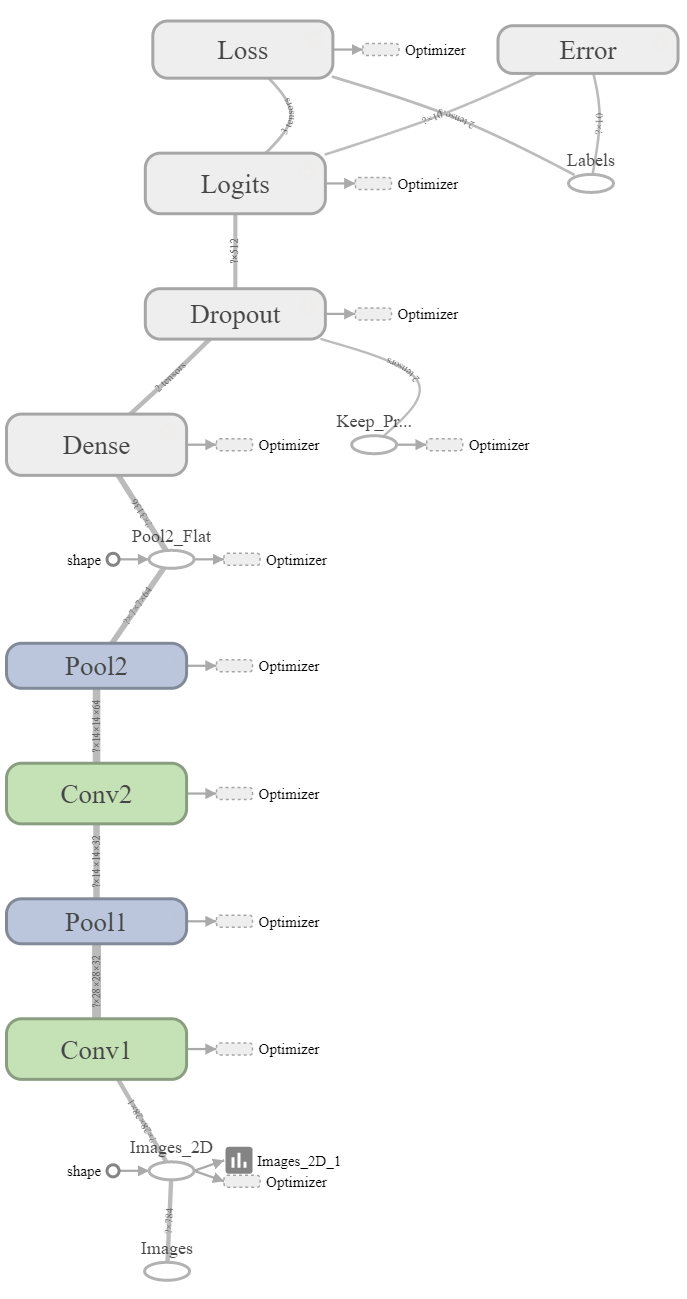 Loss
Optimizer
Error
3 tensors
?×10
2 tensors
?×10
Labels
Logits
Optimizer
?×512
Dropout
Optimizer
2 tensors
2 tensors
Keep_Pr...
Optimizer
Dense
Optimizer
?×3136
Pool2_Flat
shape
Optimizer
?×7×7×64
Pool2
Optimizer
?×14×14×64
Conv2
Optimizer
?×14×14×32
Pool1
Optimizer
?×28×28×32
Conv1
Optimizer
?×28×28×1
Images_2D
Images_2D_1
shape
Optimizer
?×784
Images